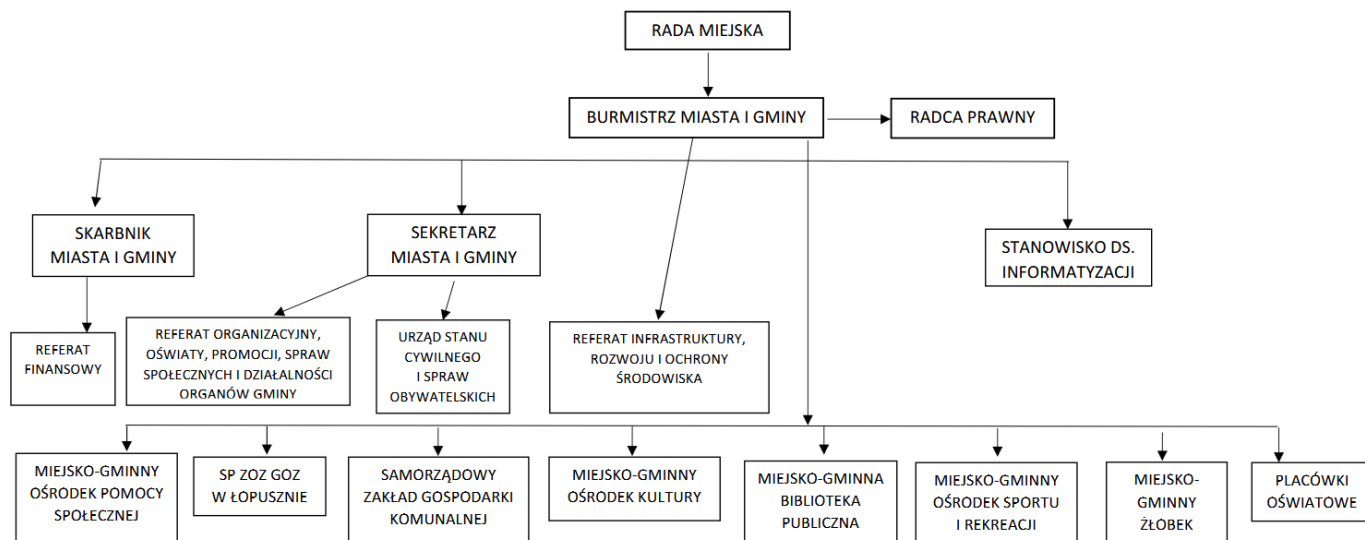 RADA MIEJSKA
BURMISTRZ MIASTA I GMINY
RADCA PRAWNY
SKARBNIK
MIASTA I GMINY
SEKRETARZ
MIASTA I GMINY
STANOWISKO DS.
INFORMATYZACJI
REFERAT
FINANSOWY
REFERAT ORGANIZACYJNY,
OŚWIATY, PROMOCJI, SPRAW
SPOŁECZNYCH I DZIAŁALNOŚCI
ORGANÓW GMINY
URZĄD STANU
CYWILNEGO
I SPRAW
OBYWATELSKICH
REFERAT INFRASTRUKTURY,
ROZWOJU I OCHRONY
ŚRODOWISKA
MIEJSKO-GMINNY
OŚRODEK POMOCY
SPOŁECZNEJ
SP ZOZ GOZ
W ŁOPUSZNIE
SAMORZĄDOWY
ZAKŁAD GOSPODARKI
KOMUNALNEJ
MIEJSKO-GMINNY
OŚRODEK KULTURY
MIEJSKO-GMINNA
BIBLIOTEKA
PUBLICZNA
MIEJSKO-GMINNY
OŚRODEK SPORTU
I REKREACJI
MIEJSKO-
GMINNY
ŻŁOBEK
PLACÓWKI
OŚWIATOWE